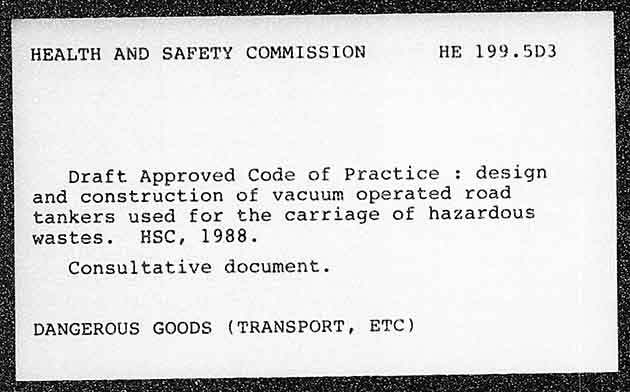 HEALTH AND SAFETY COMMISSION HE 199.5D3
Draft Approved Code of Practice : design
and construction of vacuum operated road
tankers used for the carriage of hazardous
wastes. HSC, 1988.
Consultative document.
DANGEROUS GOODS (TRANSPORT, ETC)